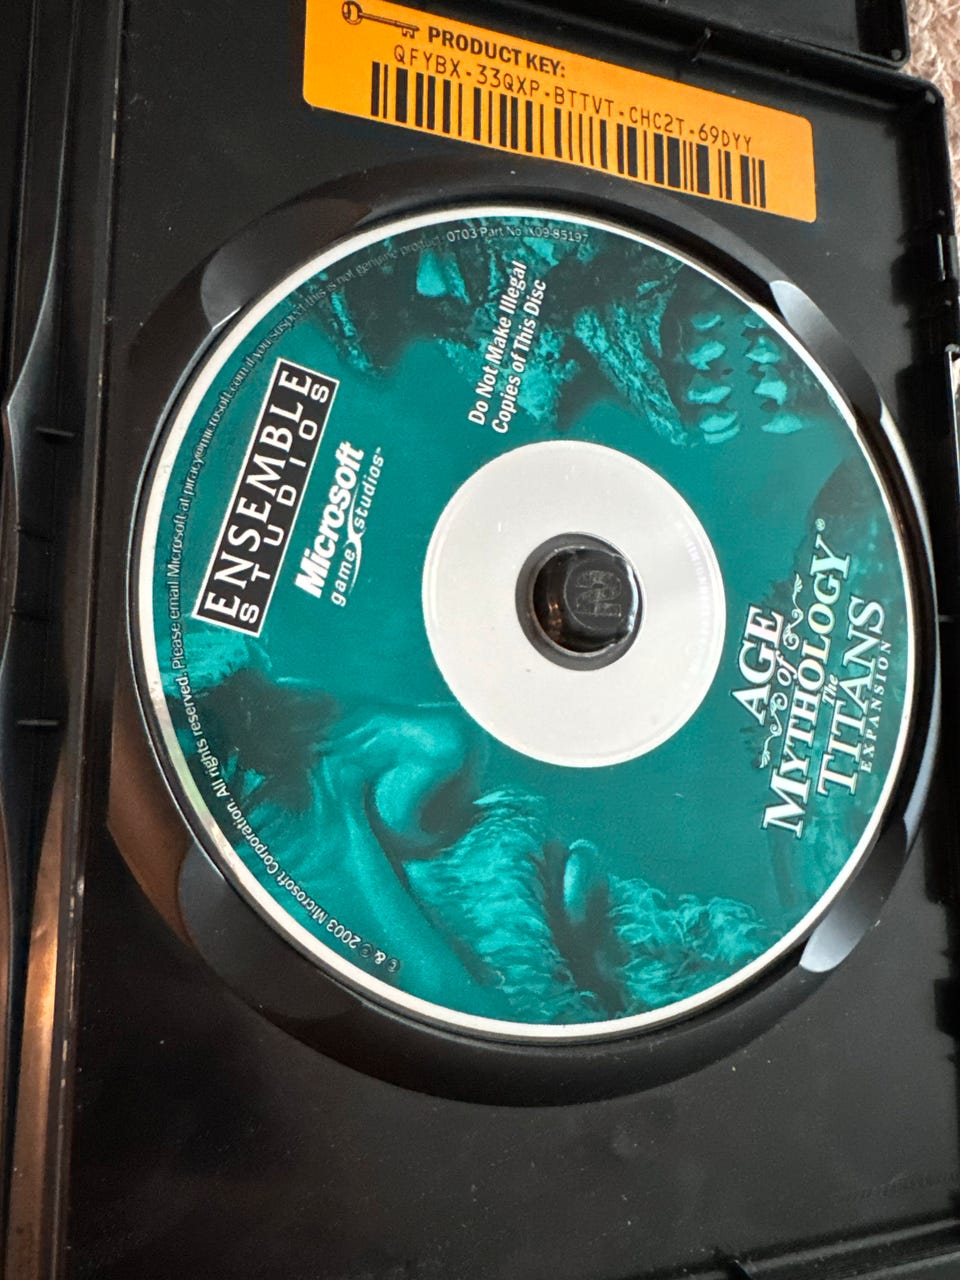 PRODUCT KEY:
QFYBX-33QXP-BTTVT-CHC2T-69DYY
Do Not Make Illegal
Copies of This Disc
ENSEMBLE
STUDIOS
Microsoft
game studios™
AGE
of
MYTHOLOGY®
The
TITANS
EXPANSION
& ℗ 2003 Microsoft Corporation. All rights reserved. Please email Microsoft at piracy@microsoft.com if you suspect this is not genuine product. 0703 Part No. X09-85197